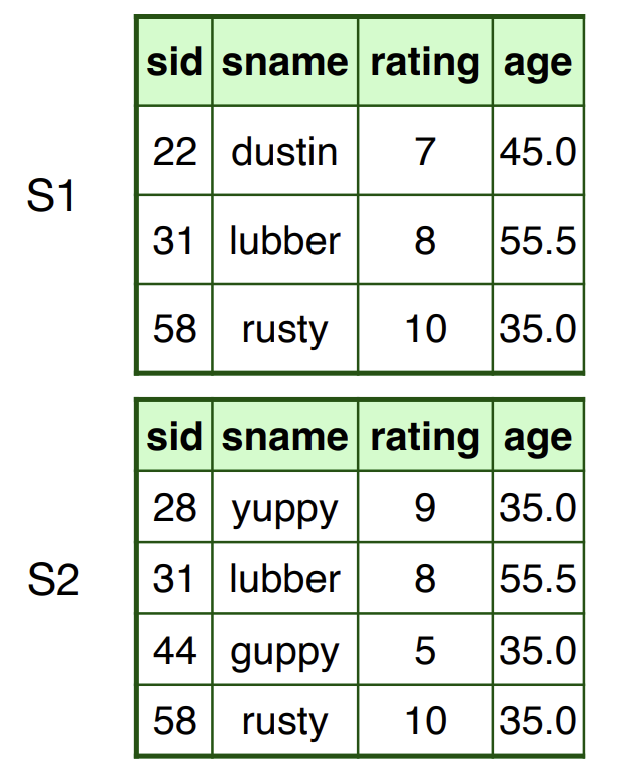 sid sname rating age
22 dustin 7 45.0
S1
31 lubber 8 55.5
58 rusty 10 35.0
sid sname rating age
28 yuppy 9 35.0
S2
31 lubber 8 55.5
44 guppy 5 35.0
58 rusty 10 35.0